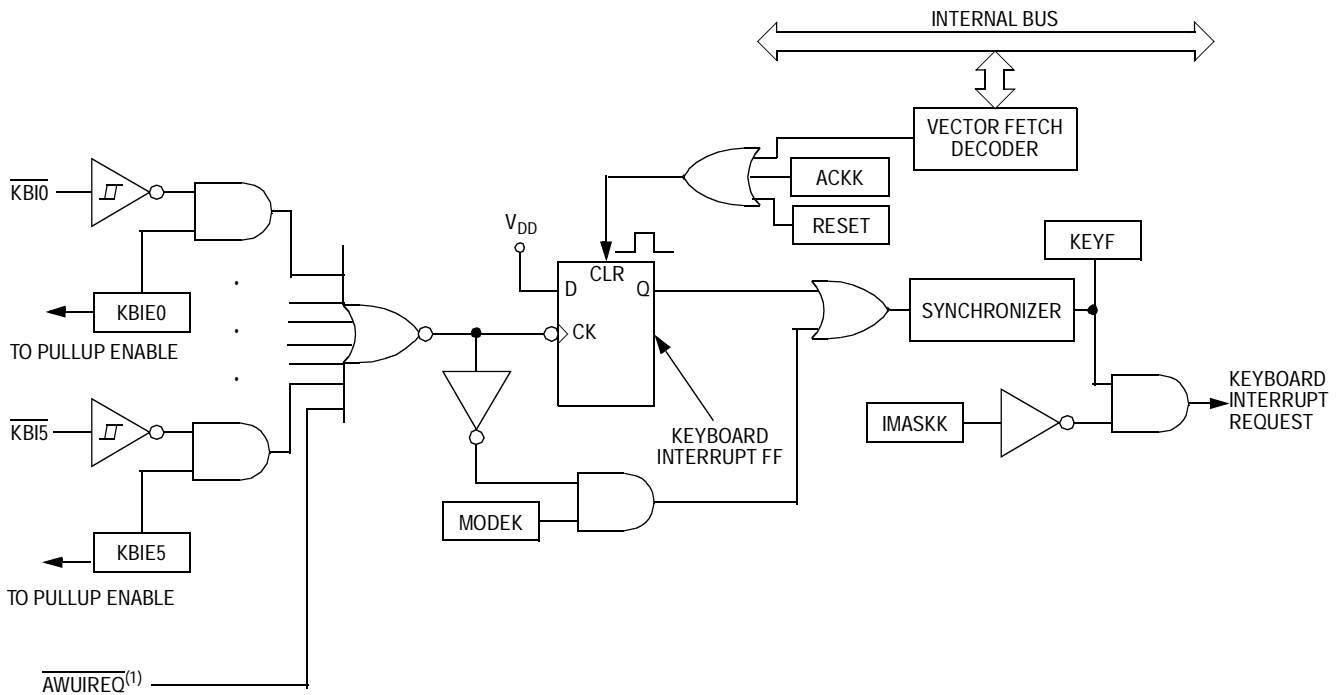 INTERNAL BUS
VECTOR FETCH
DECODER
KBI0
ACKK
RESET
VDD
KEYF
CLR
D
Q
CK
SYNCHRONIZER
KBIE0
TO PULLUP ENABLE
KBI5
KEYBOARD
INTERRUPT
REQUEST
IMASKK
KEYBOARD
INTERRUPT FF
MODEK
KBIE5
TO PULLUP ENABLE
AWUIREQ(1)